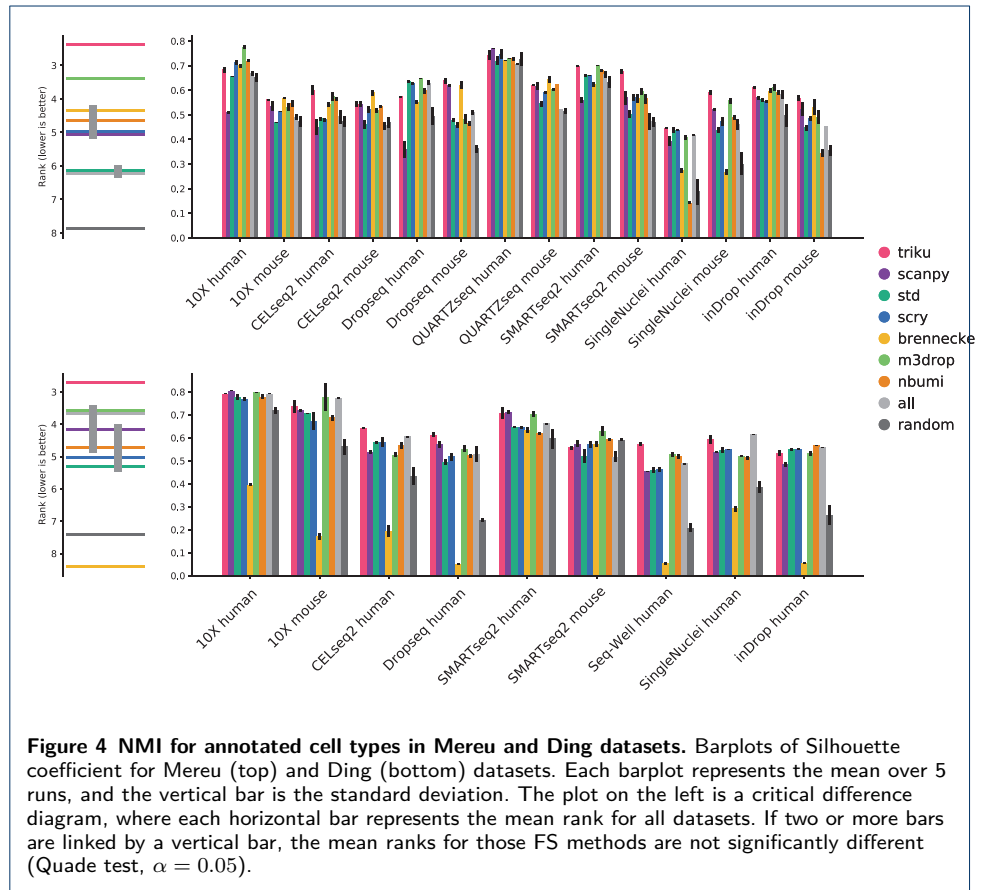 Rank (lower is better)
3
4
5
6
7
8
0.8
0.7
0.6
0.5
0.4
0.3
0.2
0.1
0.0
10X human
10X mouse
CELseq2 human
CELseq2 mouse
Dropseq human
Dropseq mouse
QUARTZseq human
QUARTZseq mouse
SMARTseq2 human
SMARTseq2 mouse
SingleNuclei human
SingleNuclei mouse
inDrop human
inDrop mouse
triku
scanpy
std
scry
brennecke
m3drop
nbumi
all
random
Rank (lower is better)
3
4
5
6
7
8
0.8
0.7
0.6
0.5
0.4
0.3
0.2
0.1
0.0
10X human
10X mouse
CELseq2 human
Dropseq human
SMARTseq2 human
SMARTseq2 mouse
Seq-Well human
SingleNuclei human
inDrop human
Figure 4 NMI for annotated cell types in Mereu and Ding datasets. Barplots of Silhouette
coefficient for Mereu (top) and Ding (bottom) datasets. Each barplot represents the mean over 5
runs, and the vertical bar is the standard deviation. The plot on the left is a critical difference
diagram, where each horizontal bar represents the mean rank for all datasets. If two or more bars
are linked by a vertical bar, the mean ranks for those FS methods are not significantly different
(Quade test, α = 0.05).